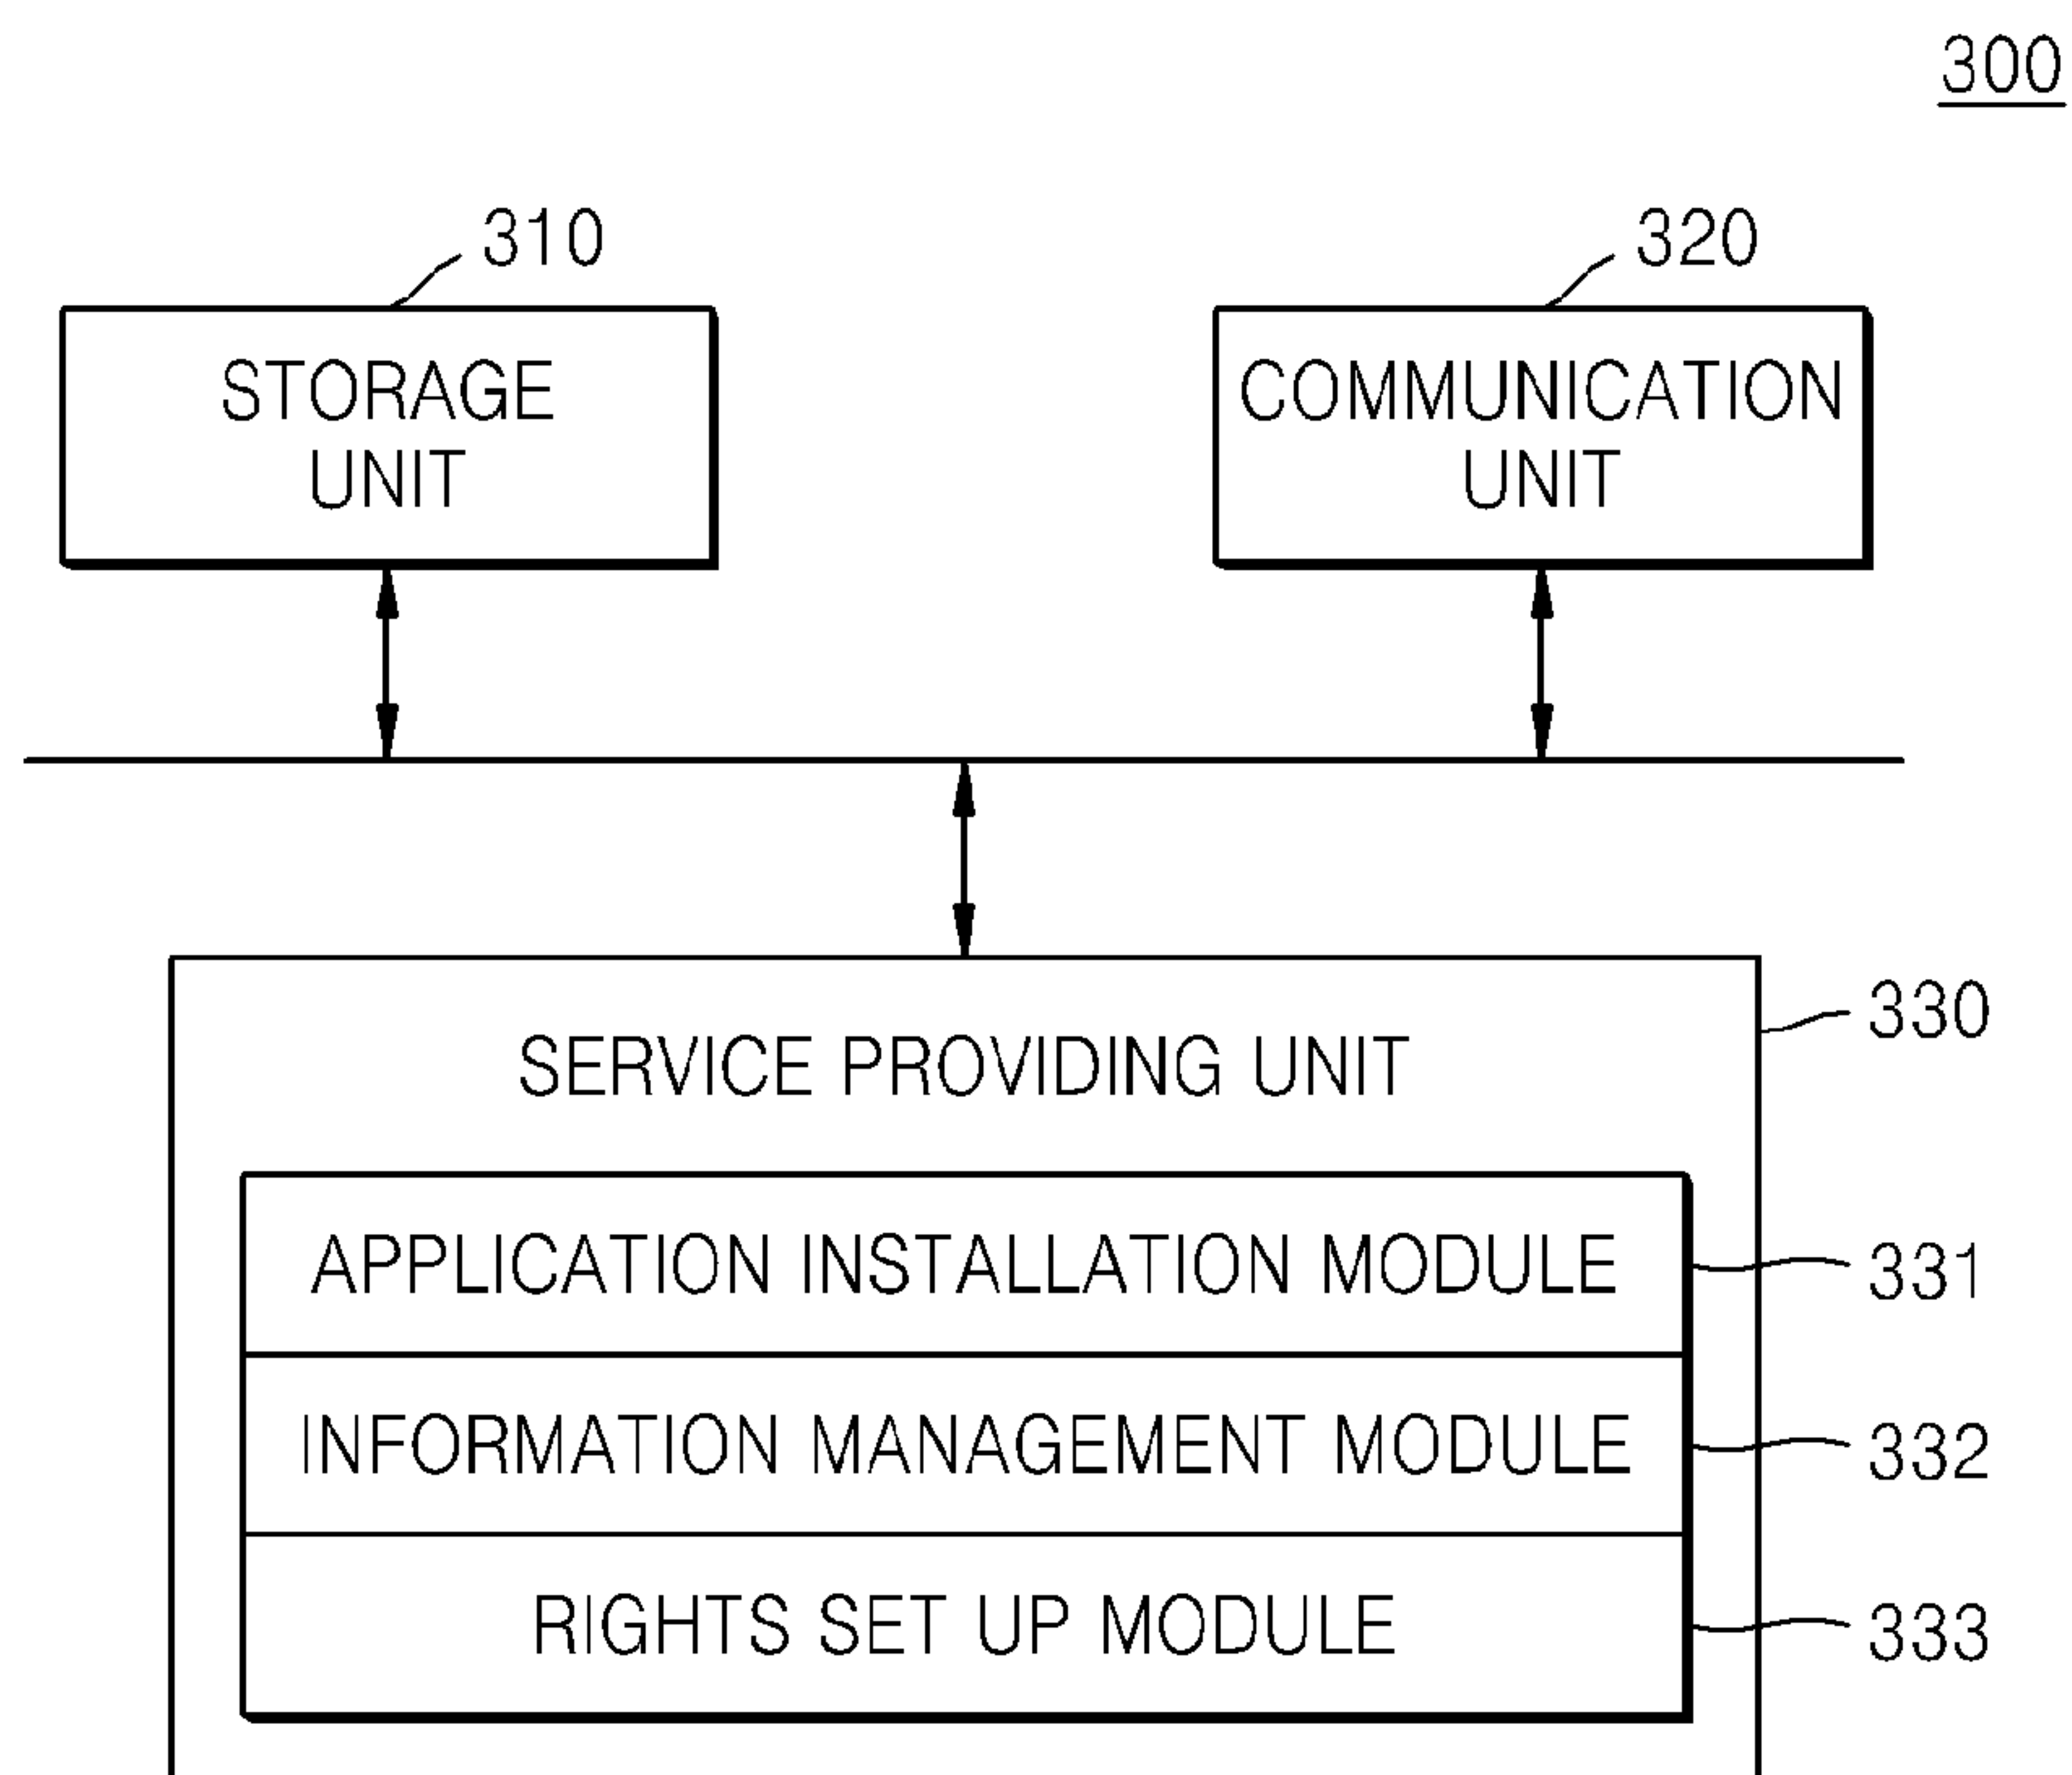 300
310
320
STORAGE
UNIT
COMMUNICATION
UNIT
330
SERVICE PROVIDING UNIT
APPLICATION INSTALLATION MODULE
331
INFORMATION MANAGEMENT MODULE
332
RIGHTS SET UP MODULE
333